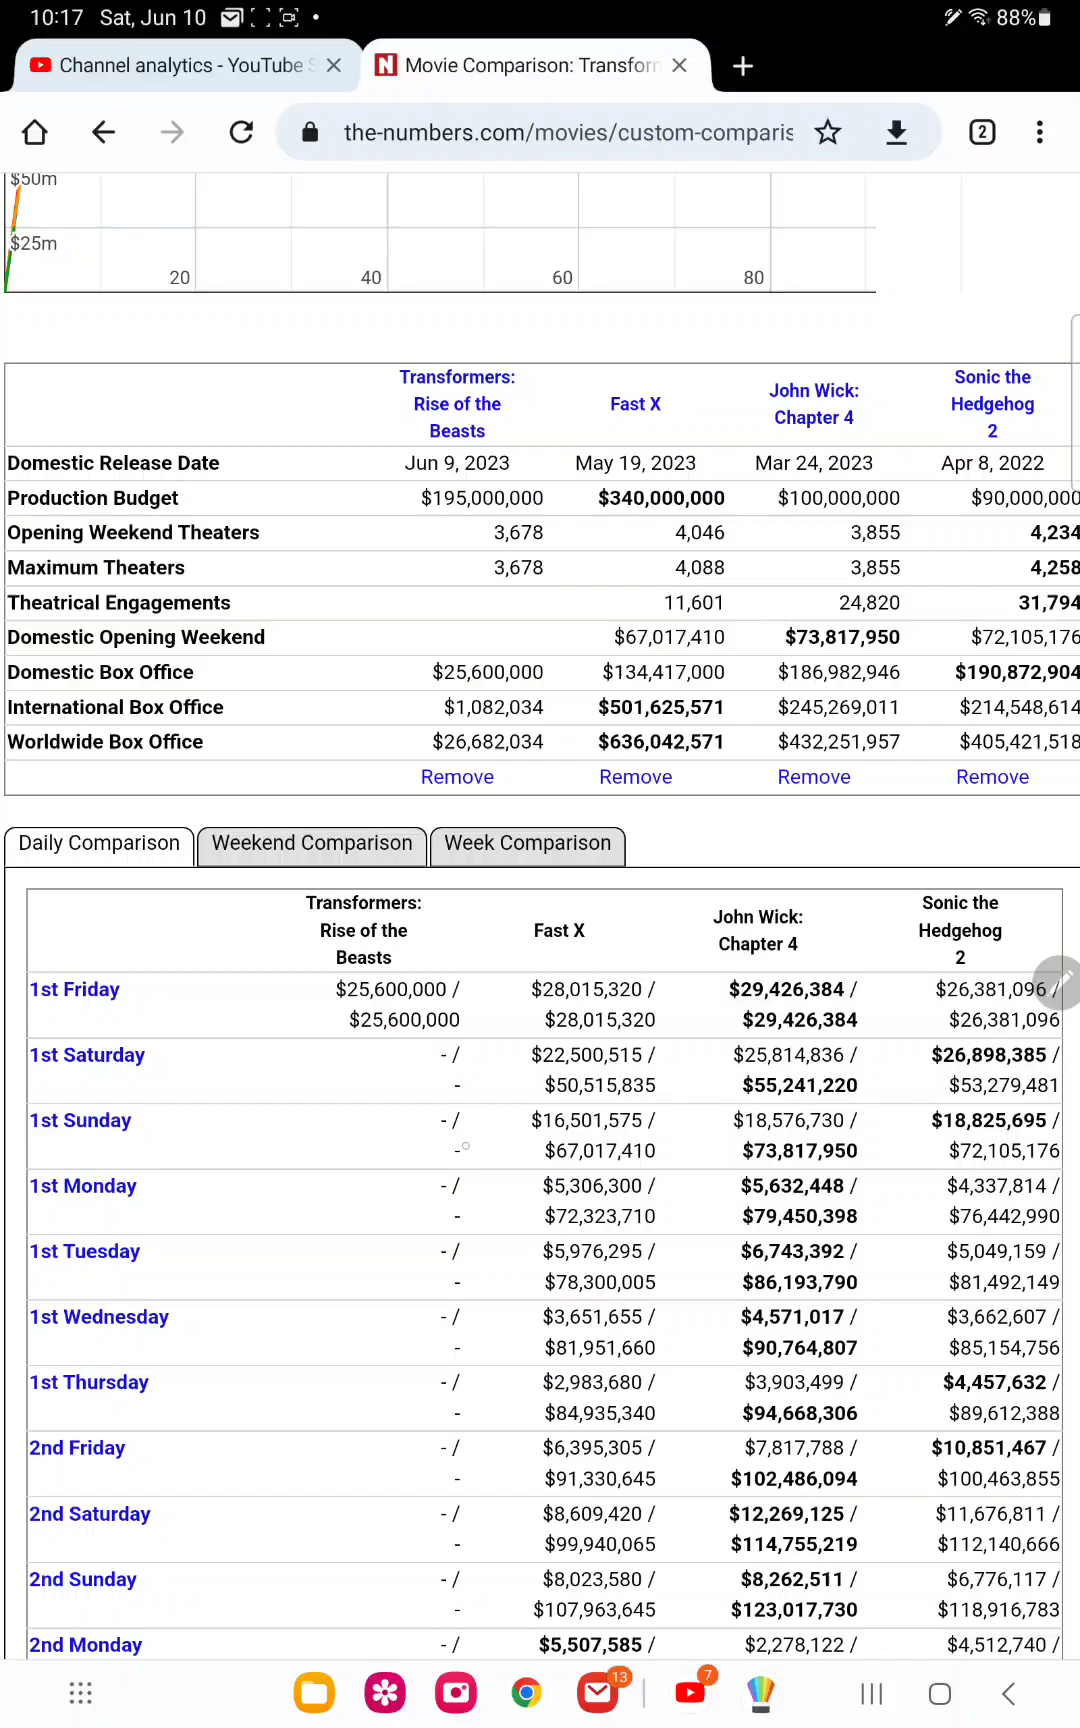 10:17 Sat, Jun 10
88%
Channel analytics - YouTube S
Movie Comparison: Transform
the-numbers.com/movies/custom-comparis
2
$50m
$25m
20 40 60 80
Transformers: Rise of the Beasts Fast X John Wick: Chapter 4 Sonic the Hedgehog 2
Domestic Release Date Jun 9, 2023 May 19, 2023 Mar 24, 2023 Apr 8, 2022
Production Budget $195,000,000 $340,000,000 $100,000,000 $90,000,000
Opening Weekend Theaters 3,678 4,046 3,855 4,234
Maximum Theaters 3,678 4,088 3,855 4,258
Theatrical Engagements 11,601 24,820 31,794
Domestic Opening Weekend $67,017,410 $73,817,950 $72,105,176
Domestic Box Office $25,600,000 $134,417,000 $186,982,946 $190,872,904
International Box Office $1,082,034 $501,625,571 $245,269,011 $214,548,614
Worldwide Box Office $26,682,034 $636,042,571 $432,251,957 $405,421,518
Remove Remove Remove Remove
Daily Comparison Weekend Comparison Week Comparison
Transformers: Rise of the Beasts Fast X John Wick: Chapter 4 Sonic the Hedgehog 2
1st Friday $25,600,000 / $28,015,320 / $29,426,384 / $26,381,096 /
$25,600,000 $28,015,320 $29,426,384 $26,381,096
1st Saturday - / $22,500,515 / $25,814,836 / $26,898,385 /
- $50,515,835 $55,241,220 $53,279,481
1st Sunday - / $16,501,575 / $18,576,730 / $18,825,695 /
- $67,017,410 $73,817,950 $72,105,176
1st Monday - / $5,306,300 / $5,632,448 / $4,337,814 /
- $72,323,710 $79,450,398 $76,442,990
1st Tuesday - / $5,976,295 / $6,743,392 / $5,049,159 /
- $78,300,005 $86,193,790 $81,492,149
1st Wednesday - / $3,651,655 / $4,571,017 / $3,662,607 /
- $81,951,660 $90,764,807 $85,154,756
1st Thursday - / $2,983,680 / $3,903,499 / $4,457,632 /
- $84,935,340 $94,668,306 $89,612,388
2nd Friday - / $6,395,305 / $7,817,788 / $10,851,467 /
- $91,330,645 $102,486,094 $100,463,855
2nd Saturday - / $8,609,420 / $12,269,125 / $11,676,811 /
- $99,940,065 $114,755,219 $112,140,666
2nd Sunday - / $8,023,580 / $8,262,511 / $6,776,117 /
- $107,963,645 $123,017,730 $118,916,783
2nd Monday - / $5,507,585 / $2,278,122 / $4,512,740 /
13
7